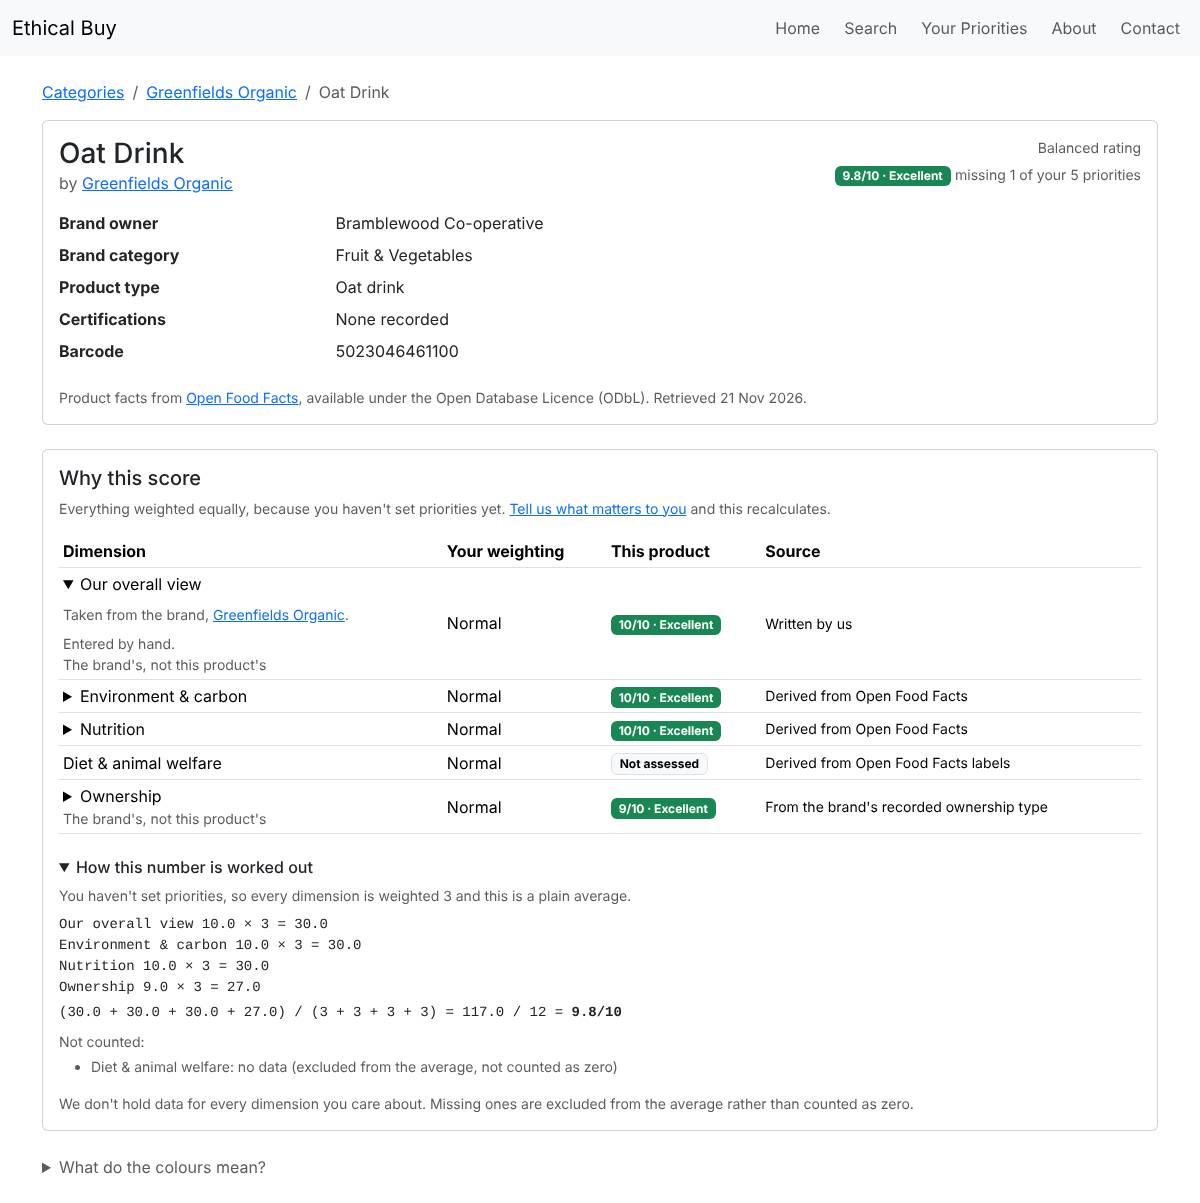 Ethical Buy
Home Search Your Priorities About Contact
Categories / Greenfields Organic / Oat Drink
Oat Drink
by Greenfields Organic
Balanced rating
9.8/10 · Excellent missing 1 of your 5 priorities
Brand owner Bramblewood Co-operative
Brand category Fruit & Vegetables
Product type Oat drink
Certifications None recorded
Barcode 5023046461100
Product facts from Open Food Facts, available under the Open Database Licence (ODbL). Retrieved 21 Nov 2026.
Why this score
Everything weighted equally, because you haven't set priorities yet. Tell us what matters to you and this recalculates.
Dimension Your weighting This product Source
▼ Our overall view
Taken from the brand, Greenfields Organic.
Entered by hand.
The brand's, not this product's
Normal 10/10 · Excellent Written by us
▶ Environment & carbon Normal 10/10 · Excellent Derived from Open Food Facts
▶ Nutrition Normal 10/10 · Excellent Derived from Open Food Facts
Diet & animal welfare Normal Not assessed Derived from Open Food Facts labels
▶ Ownership
The brand's, not this product's
Normal 9/10 · Excellent From the brand's recorded ownership type
▼ How this number is worked out
You haven't set priorities, so every dimension is weighted 3 and this is a plain average.
Our overall view 10.0 × 3 = 30.0
Environment & carbon 10.0 × 3 = 30.0
Nutrition 10.0 × 3 = 30.0
Ownership 9.0 × 3 = 27.0
(30.0 + 30.0 + 30.0 + 27.0) / (3 + 3 + 3 + 3) = 117.0 / 12 = 9.8/10
Not counted:
• Diet & animal welfare: no data (excluded from the average, not counted as zero)
We don't hold data for every dimension you care about. Missing ones are excluded from the average rather than counted as zero.
▶ What do the colours mean?